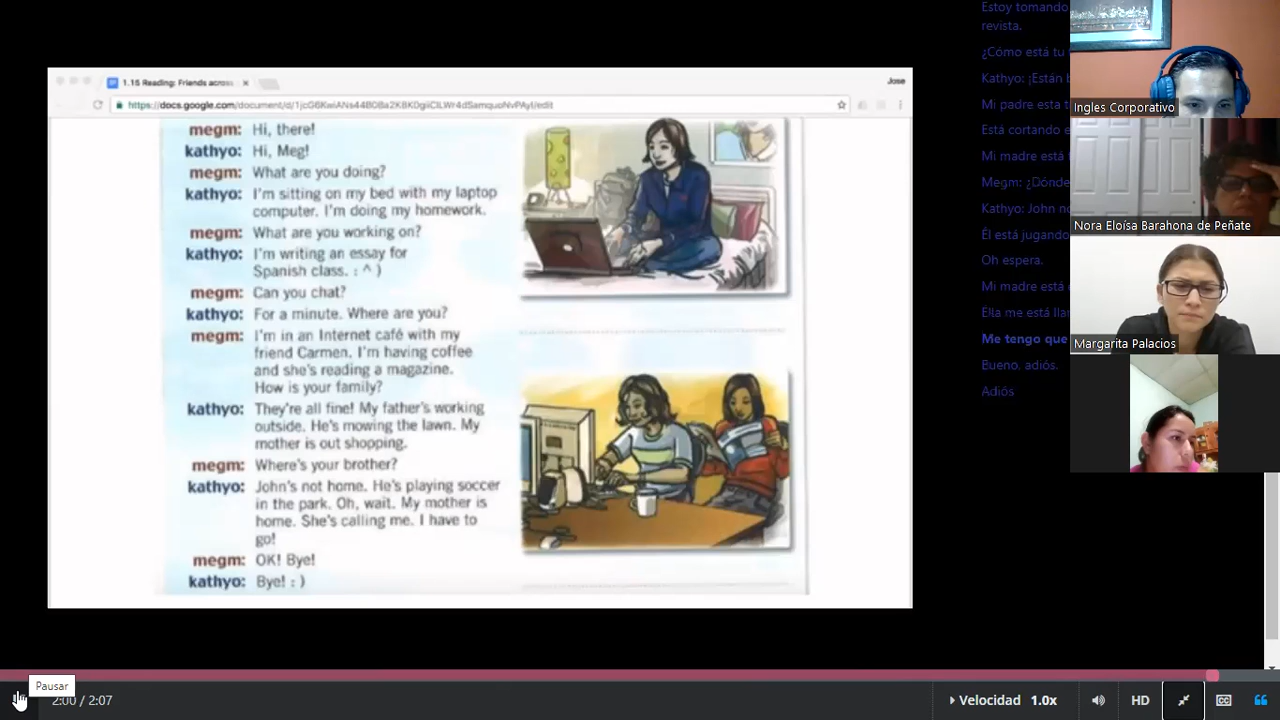 1.15 Reading: Friends across
Jose
https://docs.google.com/document/d/
megm: Hi, there!
kathyo: Hi, Meg!
megm: What are you doing?
kathyo: I'm sitting on my bed with my laptop
computer. I'm doing my homework.
megm: What are you working on?
kathyo: I'm writing an essay for
Spanish class. : ^ )
megm: Can you chat?
kathyo: For a minute. Where are you?
megm: I'm in an Internet café with my
friend Carmen. I'm having coffee
and she's reading a magazine.
How is your family?
kathyo: They're all fine! My father's working
outside. He's mowing the lawn. My
mother is out shopping.
megm: Where's your brother?
kathyo: John's not home. He's playing soccer
in the park. Oh, wait. My mother is
home. She's calling me. I have to
go!
megm: OK! Bye!
kathyo: Bye! : )
Estoy tomando
revista.
¿Cómo está tu
Kathyo: ¡Están
Mi padre esta
Está cortando
Mi madre está
Megm: ¿Dónde
Kathyo: John
Él está jugando
Oh espera.
Mi madre está
Ella me está
Me tengo que
Bueno, adiós.
Adiós
Ingles Corporativo
Nora Eloísa Barahona de Peñate
Margarita Palacios
Pausar
2:00 / 2:07
Velocidad 1.0x
HD
CC